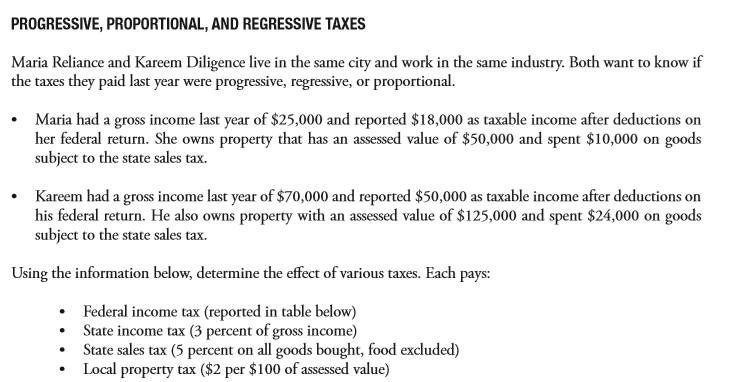 PROGRESSIVE, PROPORTIONAL, AND REGRESSIVE TAXES
Maria Reliance and Kareem Diligence live in the same city and work in the same industry. Both want to know if
the taxes they paid last year were progressive, regressive, or proportional.
• Maria had a gross income last year of $25,000 and reported $18,000 as taxable income after deductions on
her federal return. She owns property that has an assessed value of $50,000 and spent $10,000 on goods
subject to the state sales tax.
• Kareem had a gross income last year of $70,000 and reported $50,000 as taxable income after deductions on
his federal return. He also owns property with an assessed value of $125,000 and spent $24,000 on goods
subject to the state sales tax.
Using the information below, determine the effect of various taxes. Each pays:
• Federal income tax (reported in table below)
• State income tax (3 percent of gross income)
• State sales tax (5 percent on all goods bought, food excluded)
• Local property tax ($2 per $100 of assessed value)